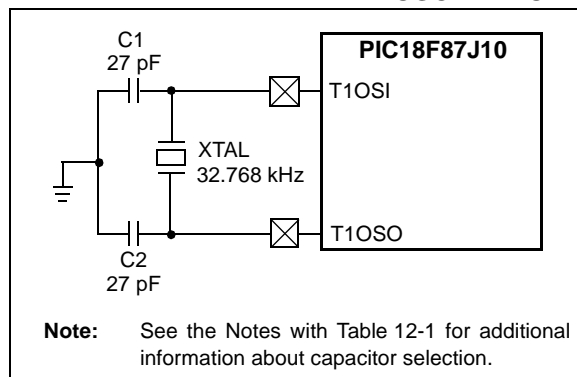 C1
27 pF
PIC18F87J10
T1OSI
XTAL
32.768 kHz
T1OSO
C2
27 pF
Note: See the Notes with Table 12-1 for additional
information about capacitor selection.